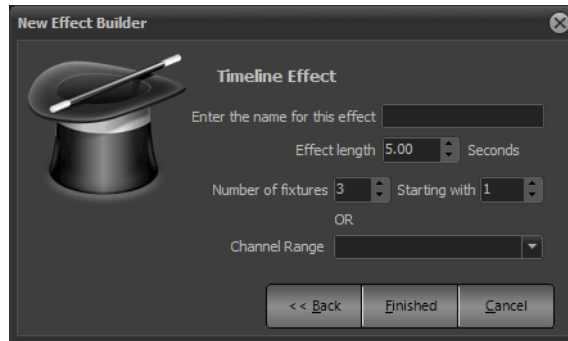 New Effect Builder
Timeline Effect
Enter the name for this effect
Effect length 5.00 Seconds
Number of fixtures 3 Starting with 1
OR
Channel Range
<< Back Finished Cancel